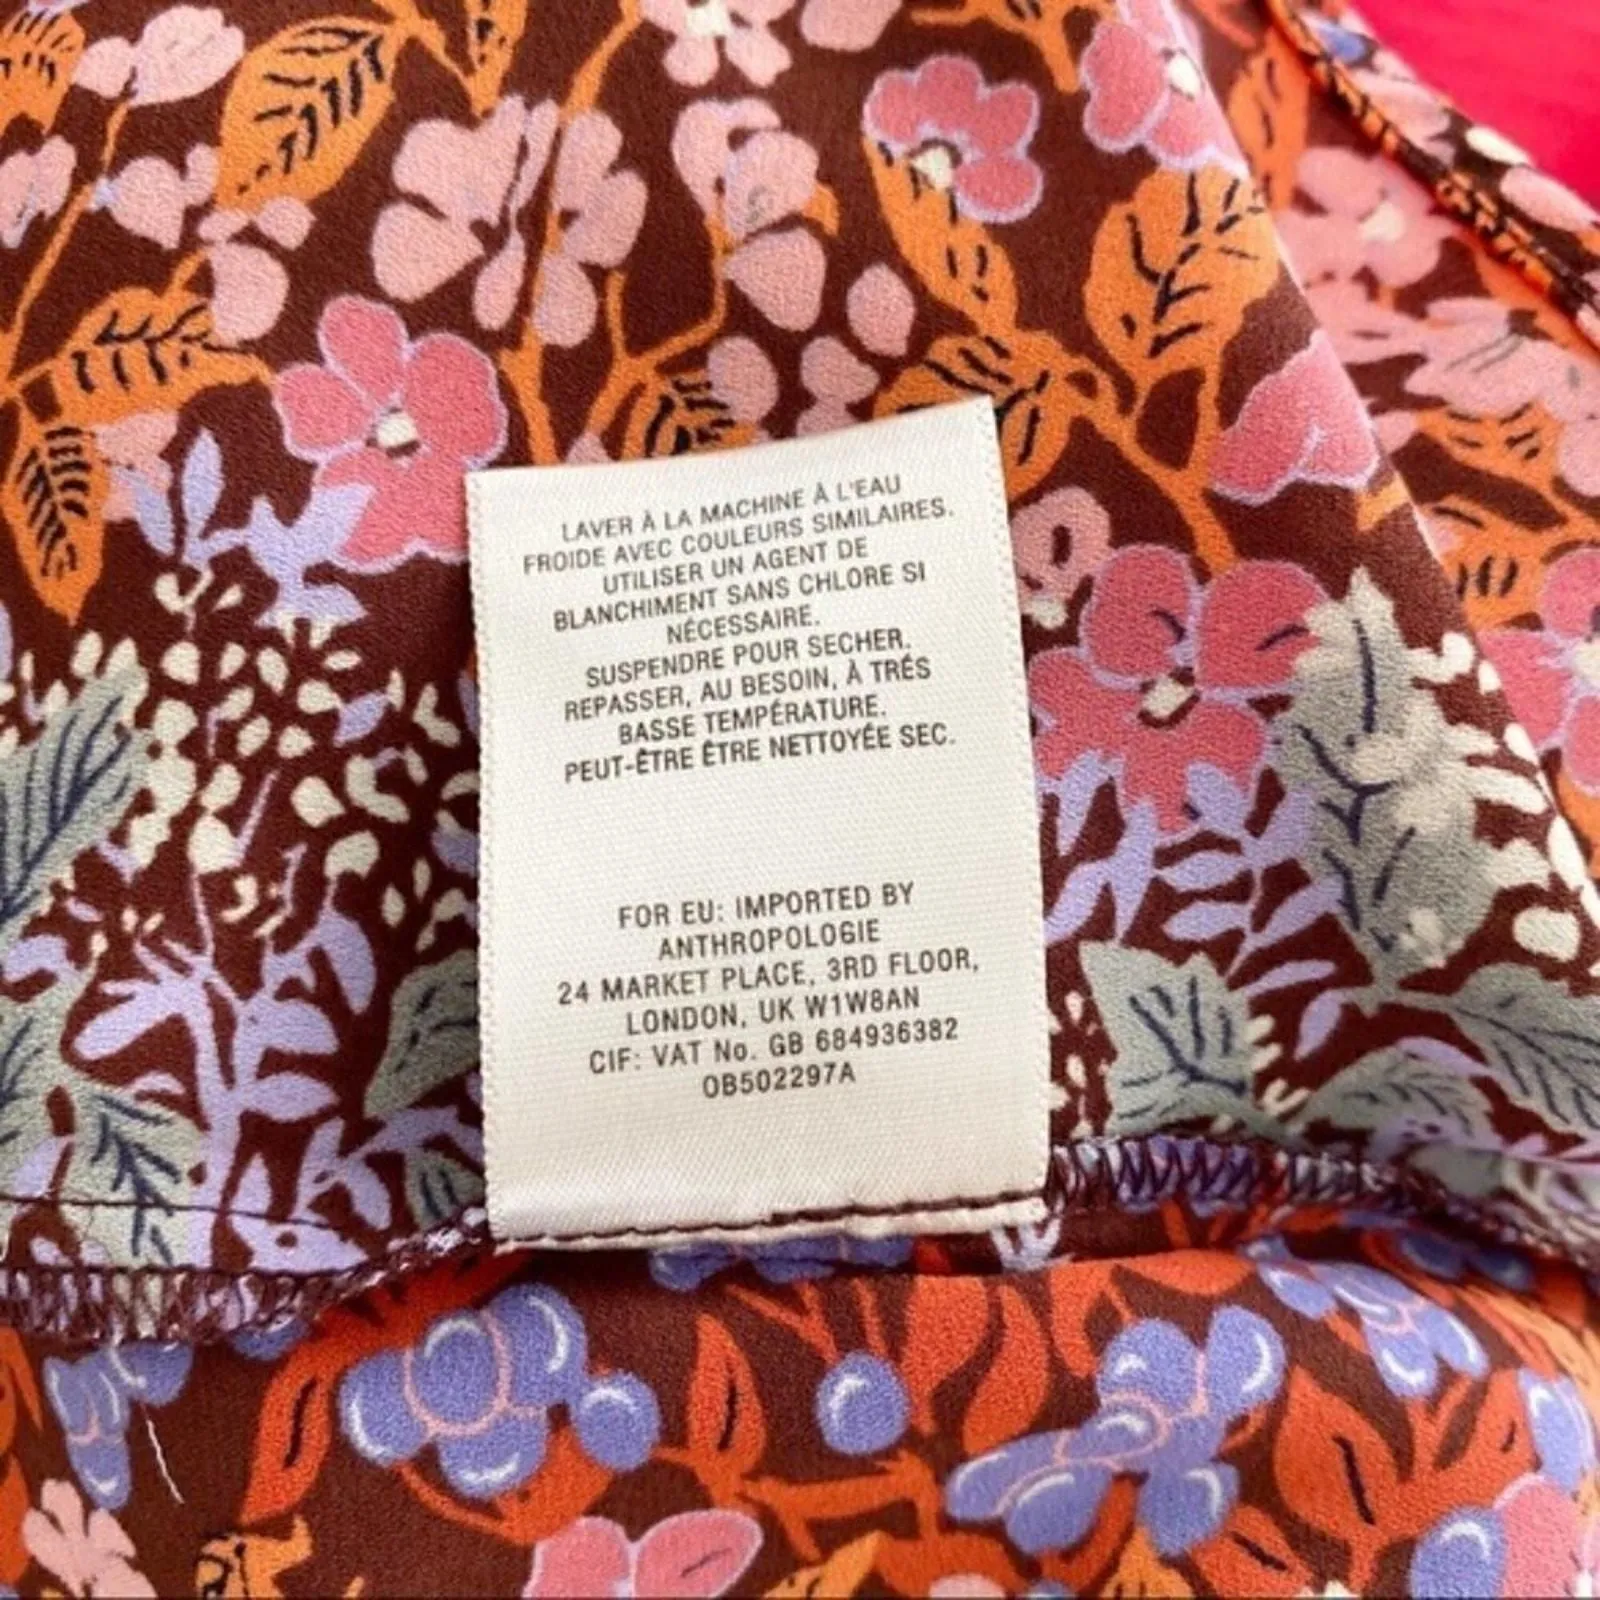 LAVER À LA MACHINE À L'EAU
FROIDE AVEC COULEURS SIMILAIRES.
UTILISER UN AGENT DE
BLANCHIMENT SANS CHLORE SI
NÉCESSAIRE.
SUSPENDRE POUR SECHER.
REPASSER, AU BESOIN, À TRÉS
BASSE TEMPÉRATURE.
PEUT-ÊTRE ÊTRE NETTOYÉE SEC.
FOR EU: IMPORTED BY
ANTHROPOLOGIE
24 MARKET PLACE, 3RD FLOOR,
LONDON, UK W1W8AN
CIF: VAT No. GB 684936382
0B502297A